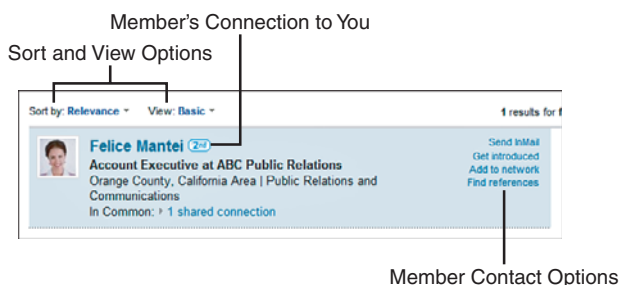 Member's Connection to You
Sort and View Options
Sort by: Relevance View: Basic 1 results for f
Felice Mantei 2nd Send InMail
Account Executive at ABC Public Relations Get introduced
Orange County, California Area | Public Relations and Add to network
Communications Find references
In Common: 1 shared connection
Member Contact Options